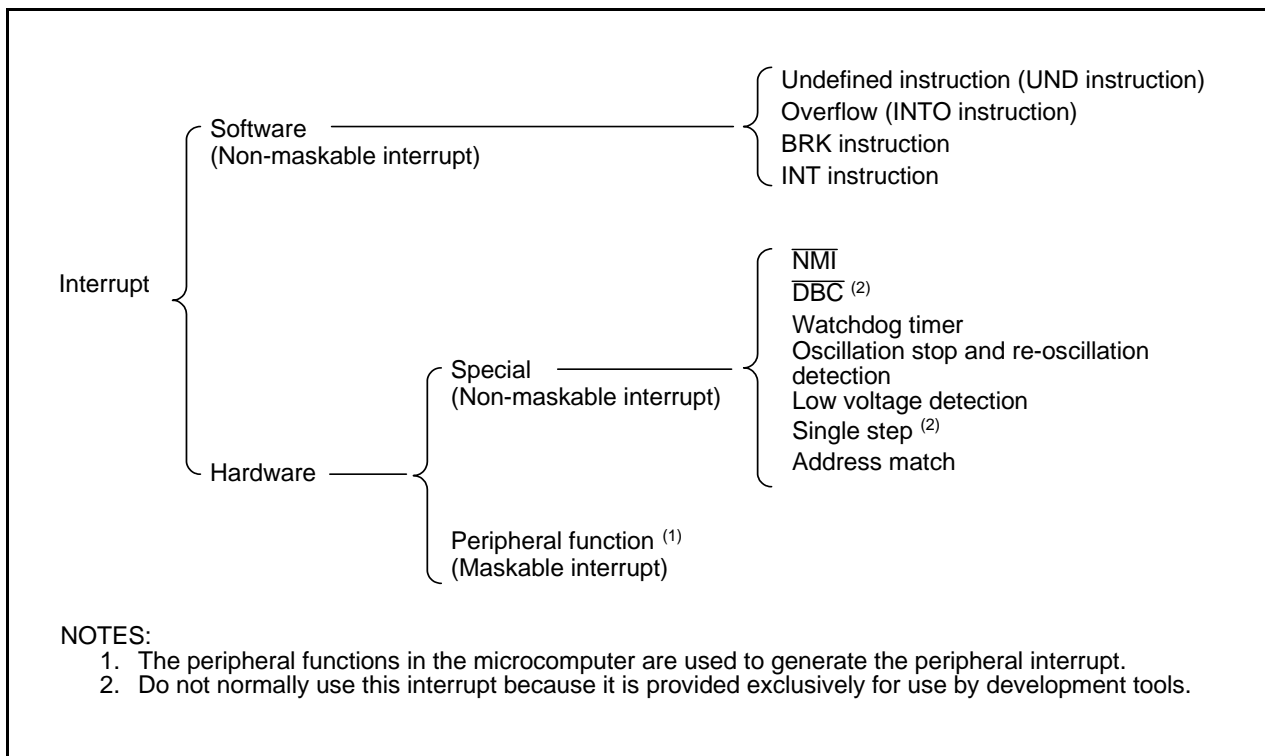 Interrupt
Software
(Non-maskable interrupt)
Undefined instruction (UND instruction)
Overflow (INTO instruction)
BRK instruction
INT instruction
Hardware
Special
(Non-maskable interrupt)
NMI
DBC (2)
Watchdog timer
Oscillation stop and re-oscillation
detection
Low voltage detection
Single step (2)
Address match
Peripheral function (1)
(Maskable interrupt)
NOTES:
1. The peripheral functions in the microcomputer are used to generate the peripheral interrupt.
2. Do not normally use this interrupt because it is provided exclusively for use by development tools.